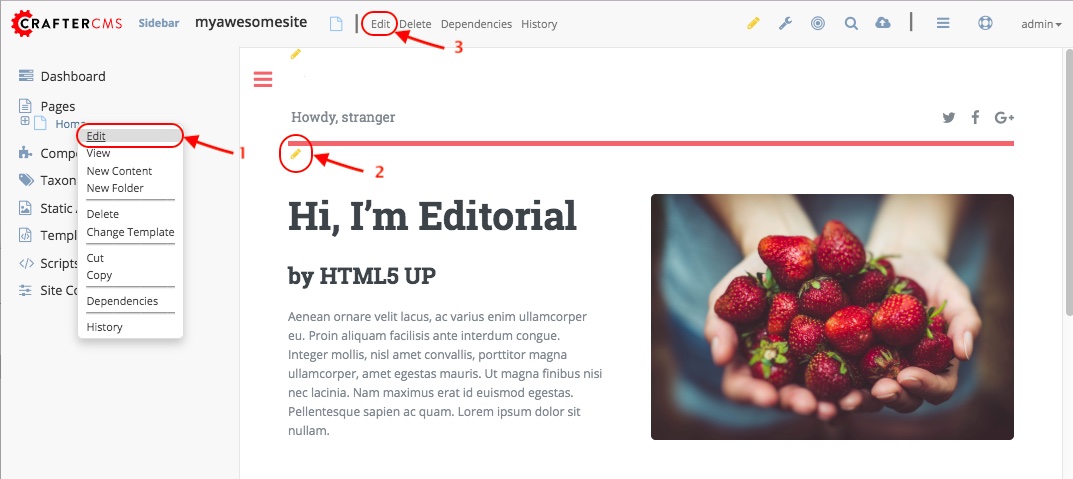 CRAFTERCMS Sidebar myawesomesite Edit Delete Dependencies History admin
3
Dashboard
Pages
Home
Edit
1
View
New Content
New Folder
Delete
Change Template
Cut
Copy
Dependencies
History
Compo
Taxon
Static A
Templ
Scripts
Site Co
Howdy, stranger
2
Hi, I'm Editorial
by HTML5 UP
Aenean ornare velit lacus, ac varius enim ullamcorper
eu. Proin aliquam facilisis ante interdum congue.
Integer mollis, nisl amet convallis, porttitor magna
ullamcorper, amet egestas mauris. Ut magna finibus nisi
nec lacinia. Nam maximus erat id euismod egestas.
Pellentesque sapien ac quam. Lorem ipsum dolor sit
nullam.